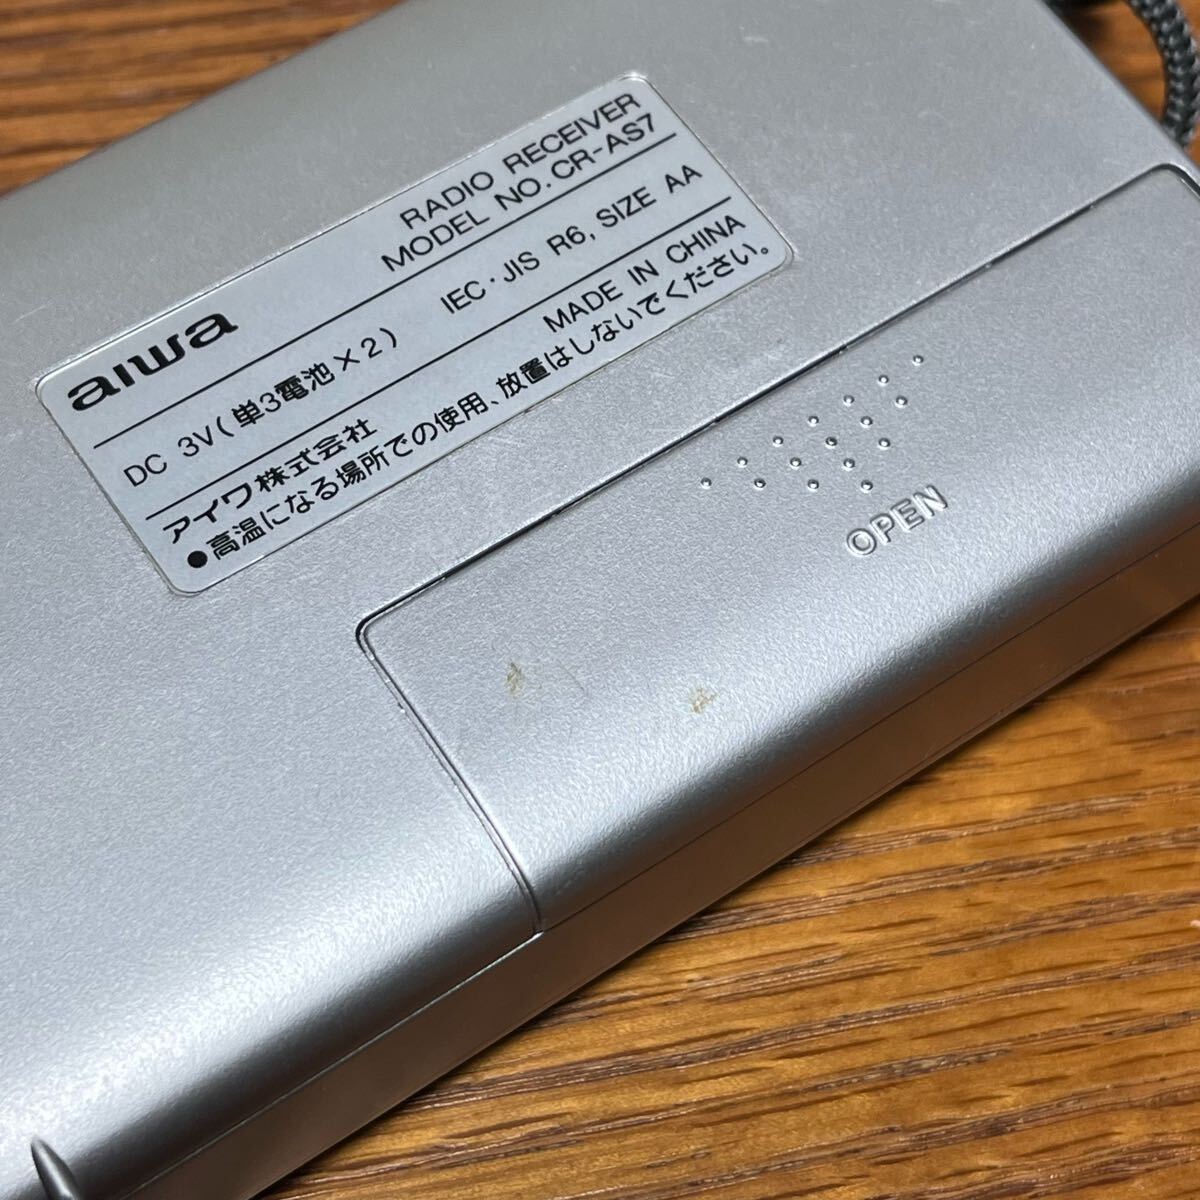 aiwa
RADIO RECEIVER
MODEL NO. CR-AS7
DC 3V(単3電池×2) IEC・JIS R6, SIZE AA
アイワ株式会社 MADE IN CHINA
●高温になる場所での使用、放置はしないでください。
OPEN